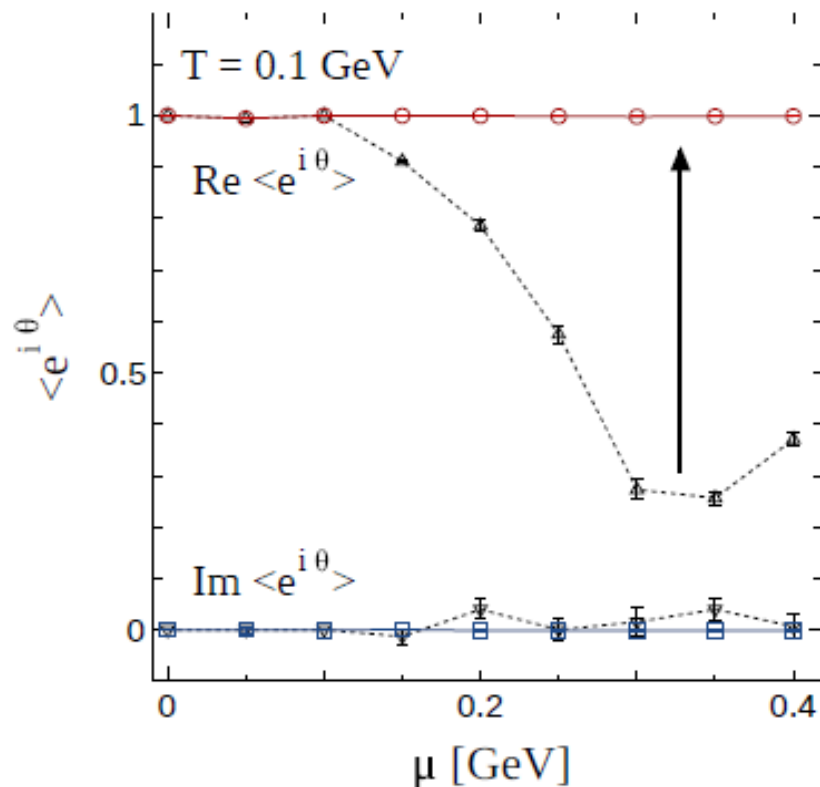 T = 0.1 GeV
1
Re <e^{i θ}>
<e^{i θ}>
0.5
Im <e^{i θ}>
0
0 0.2 0.4
μ [GeV]